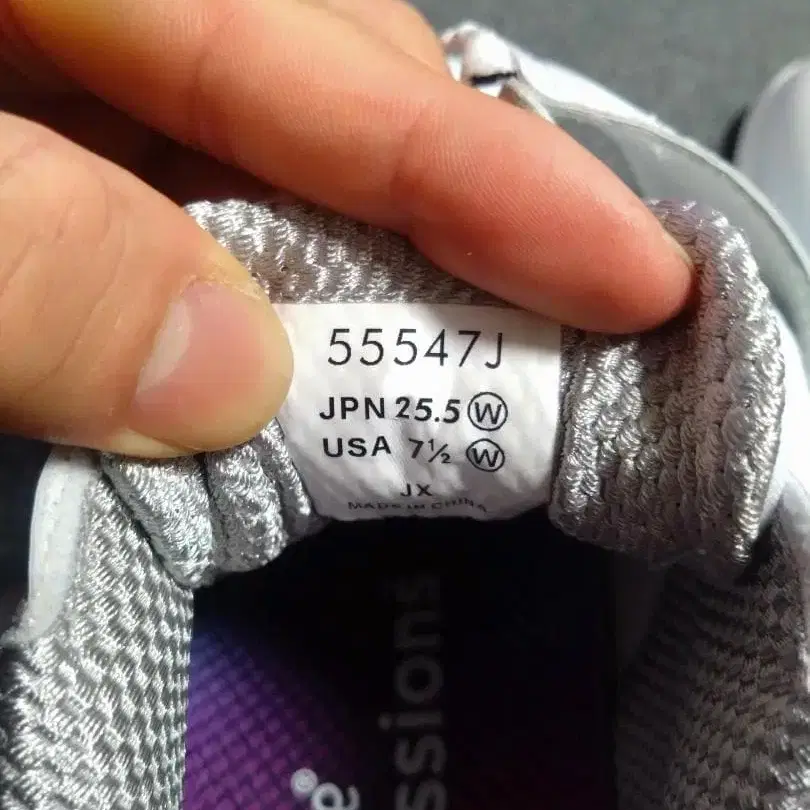 55547J
JPN 25.5 Ⓦ
USA 7½ Ⓦ
JX
MADE IN CHINA
ssions
a®